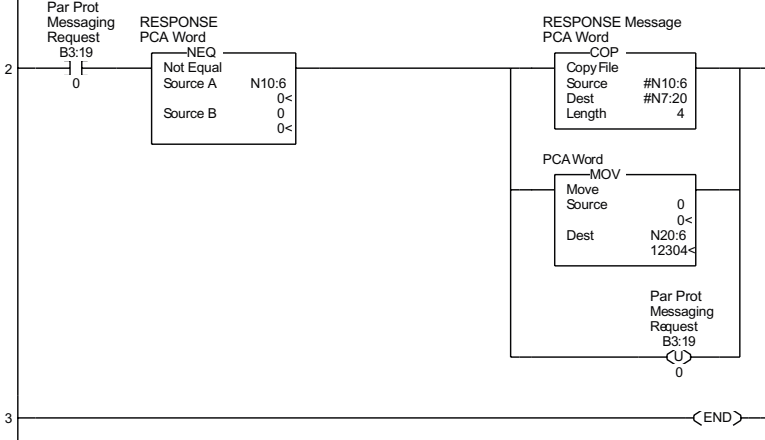 Par Prot
Messaging
Request
B3:19
0
RESPONSE
PCA Word
NEQ
Not Equal
Source A N10:6
0<
Source B 0
0<
RESPONSE Message
PCA Word
COP
Copy File
Source #N10:6
Dest #N7:20
Length 4
PCA Word
MOV
Move
Source 0
0<
Dest N20:6
12304<
Par Prot
Messaging
Request
B3:19
U
0
2
3
END